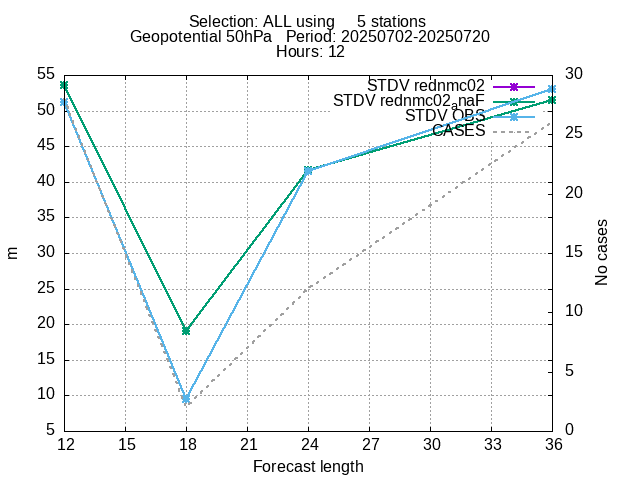 Selection: ALL using     5 stations
Geopotential 50hPa   Period: 20250702-20250720
Hours: 12
STDV rednmc02
STDV rednmc02_anaF
STDV OBS
CASES
55
50
45
40
35
30
25
20
15
10
5
m
30
25
20
15
10
5
0
No cases
12 15 18 21 24 27 30 33 36
Forecast length